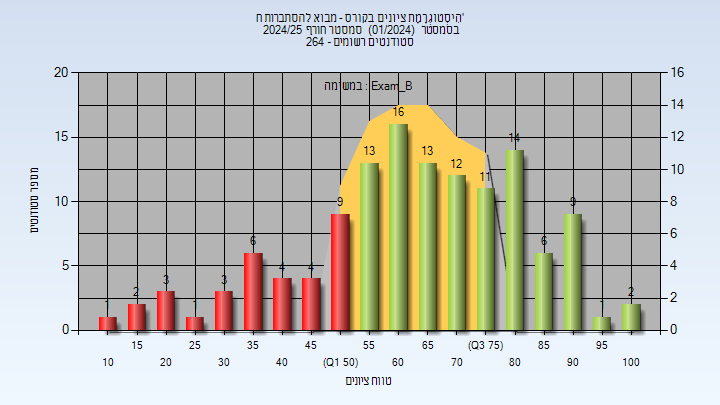 היסטוגרמת ציונים בקורס - מבוא להסתברות ח'
בסמסטר (01/2024) סמסטר חורף 2024/25
סטודנטים רשומים - 264
במשימה : Exam_B
מספר סטודנטים
20
15
10
5
0
16
14
12
10
8
6
4
2
0
1 2 3 1 3 6 4 4 9 13 16 13 12 11 14 6 9 1 2
15 25 35 45 55 65 (Q3 75) 85 95
10 20 30 40 (Q1 50) 60 70 80 90 100
טווח ציונים